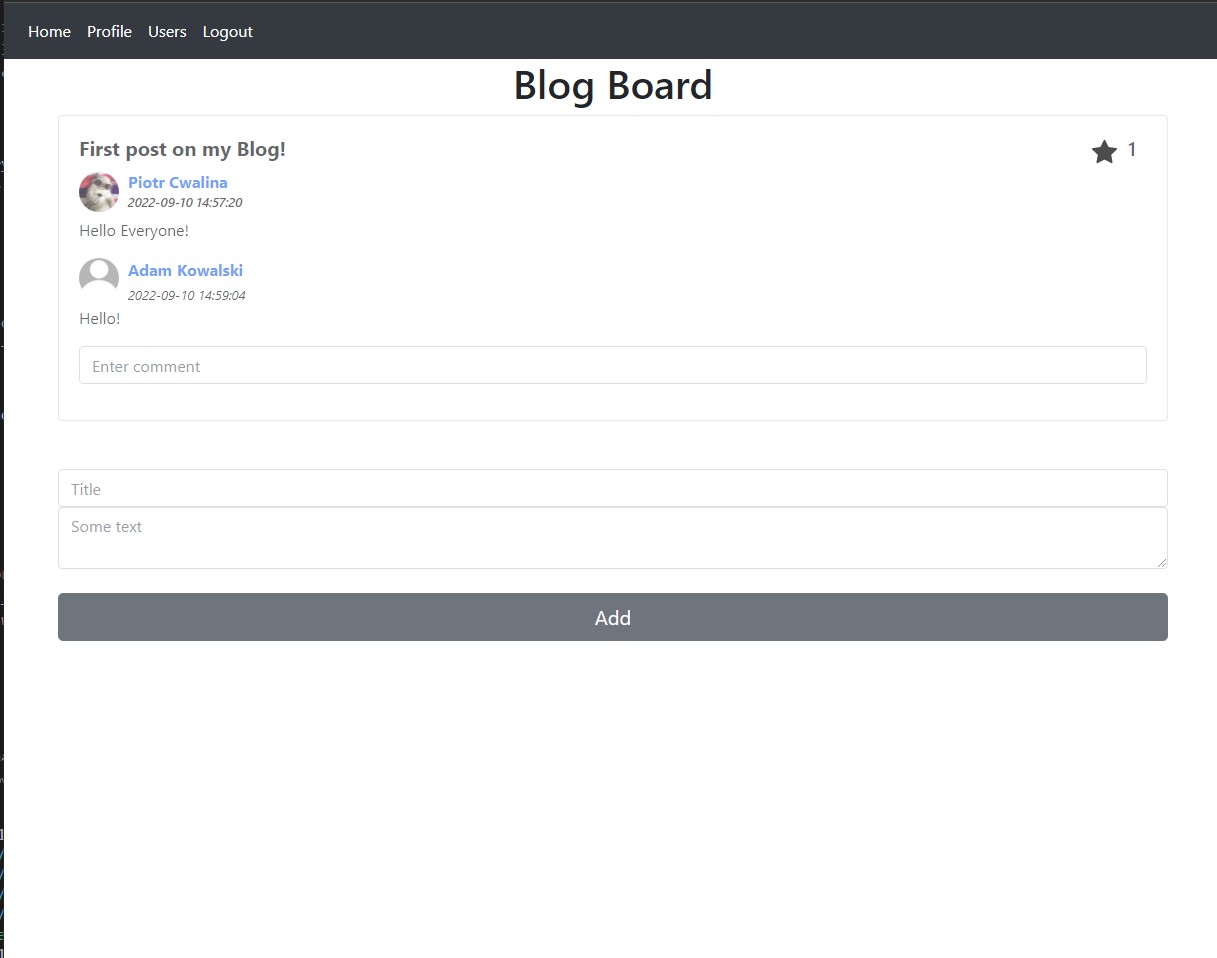 Home Profile Users Logout
Blog Board
First post on my Blog!
1
Piotr Cwalina
2022-09-10 14:57:20
Hello Everyone!
Adam Kowalski
2022-09-10 14:59:04
Hello!
Enter comment
Title
Some text
Add